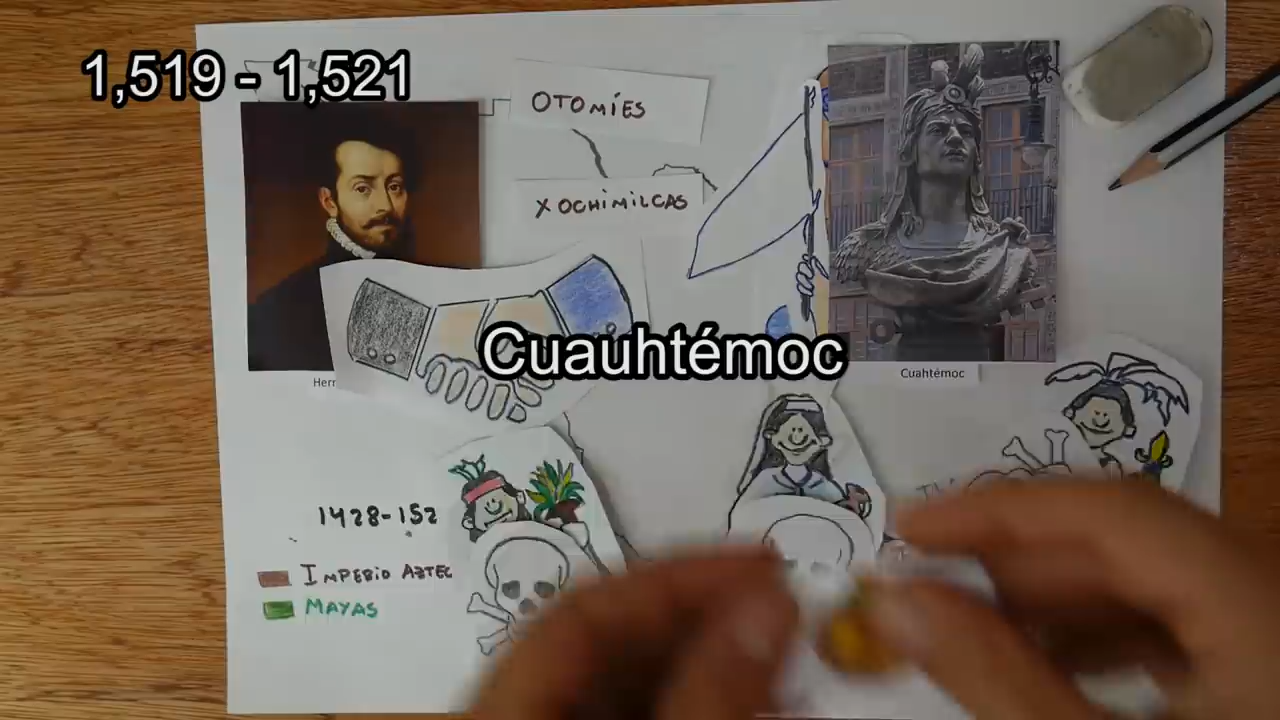 1,519 - 1,521
OTOMÍES
XOCHIMILCAS
Cuauhtémoc
Cuahtémoc
1428-152
IMPERIO AZTEC
MAYAS